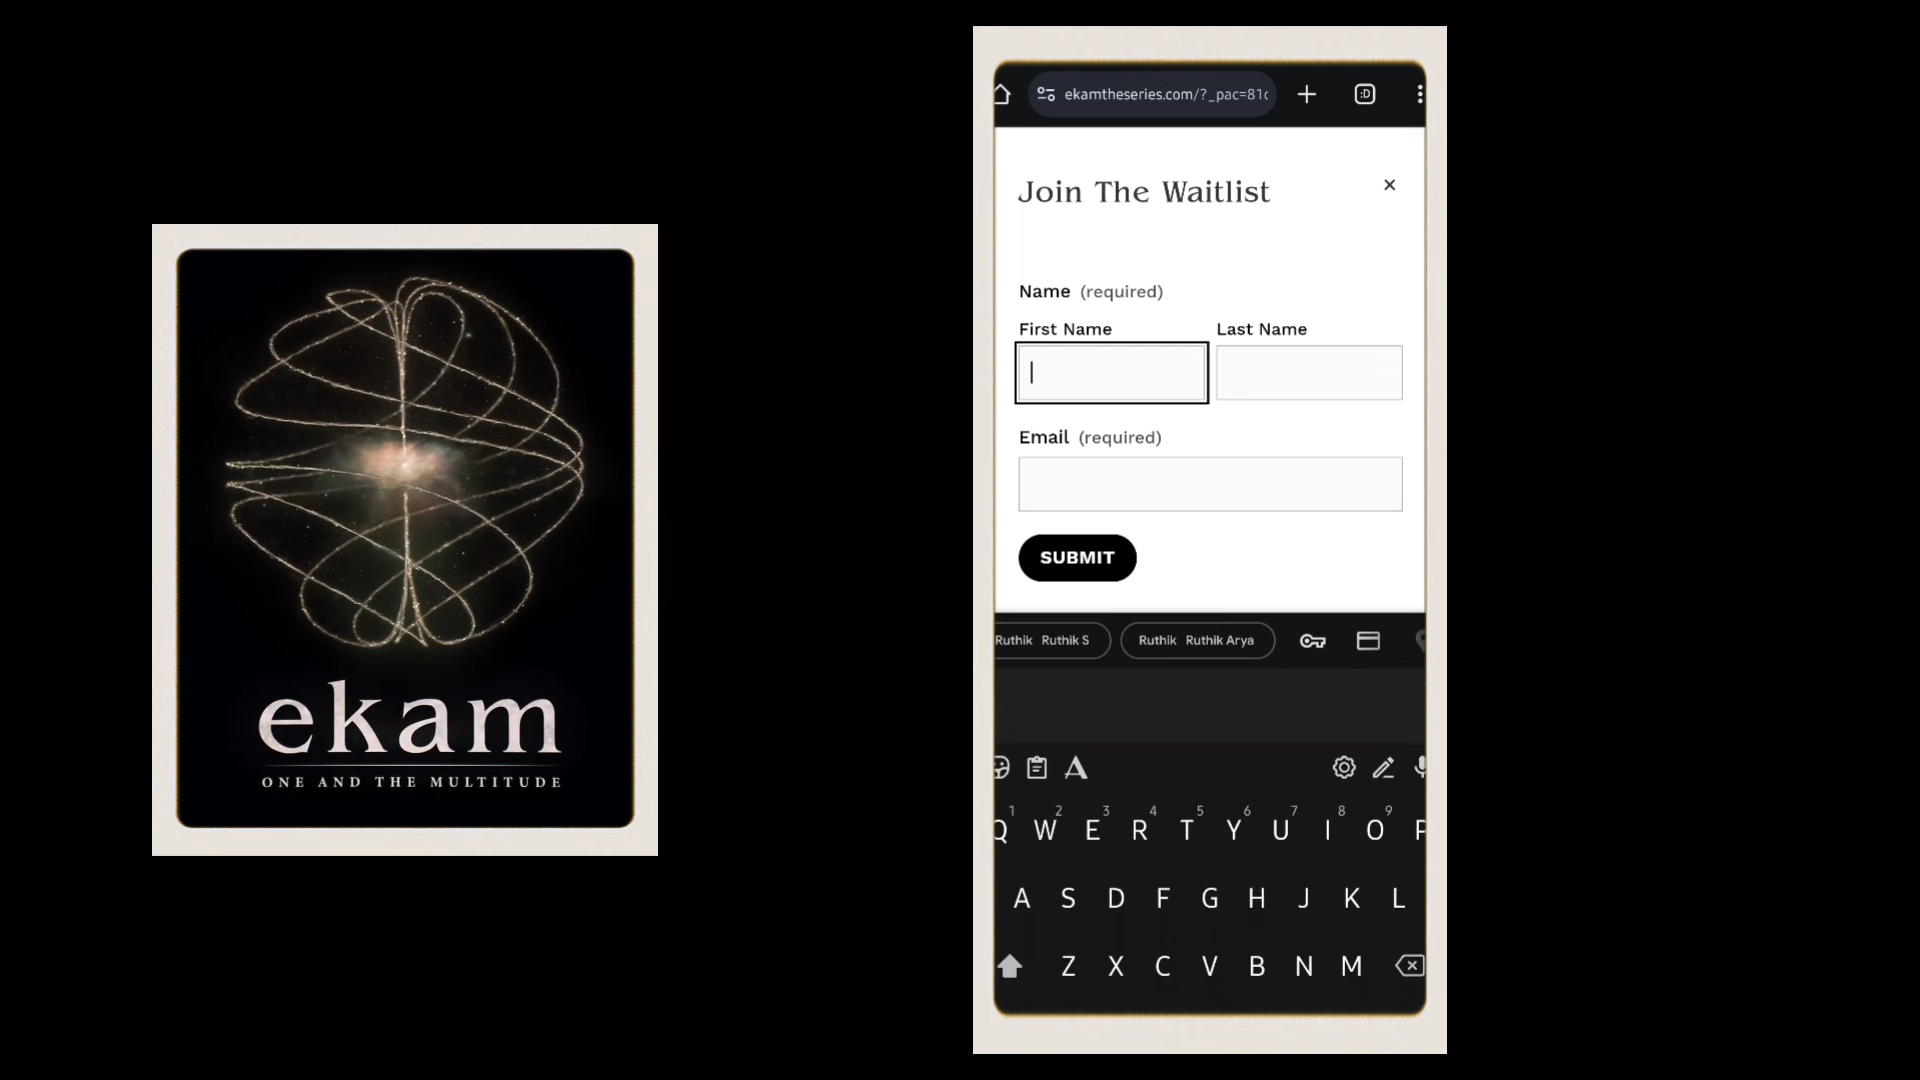 ekam
ONE AND THE MULTITUDE
ekamtheseries.com/?_pac=81c
:D
Join The Waitlist
×
Name (required)
First Name Last Name
Email (required)
SUBMIT
Ruthik Ruthik S Ruthik Ruthik Arya
1 2 3 4 5 6 7 8 9
Q W E R T Y U I O P
A S D F G H J K L
Z X C V B N M